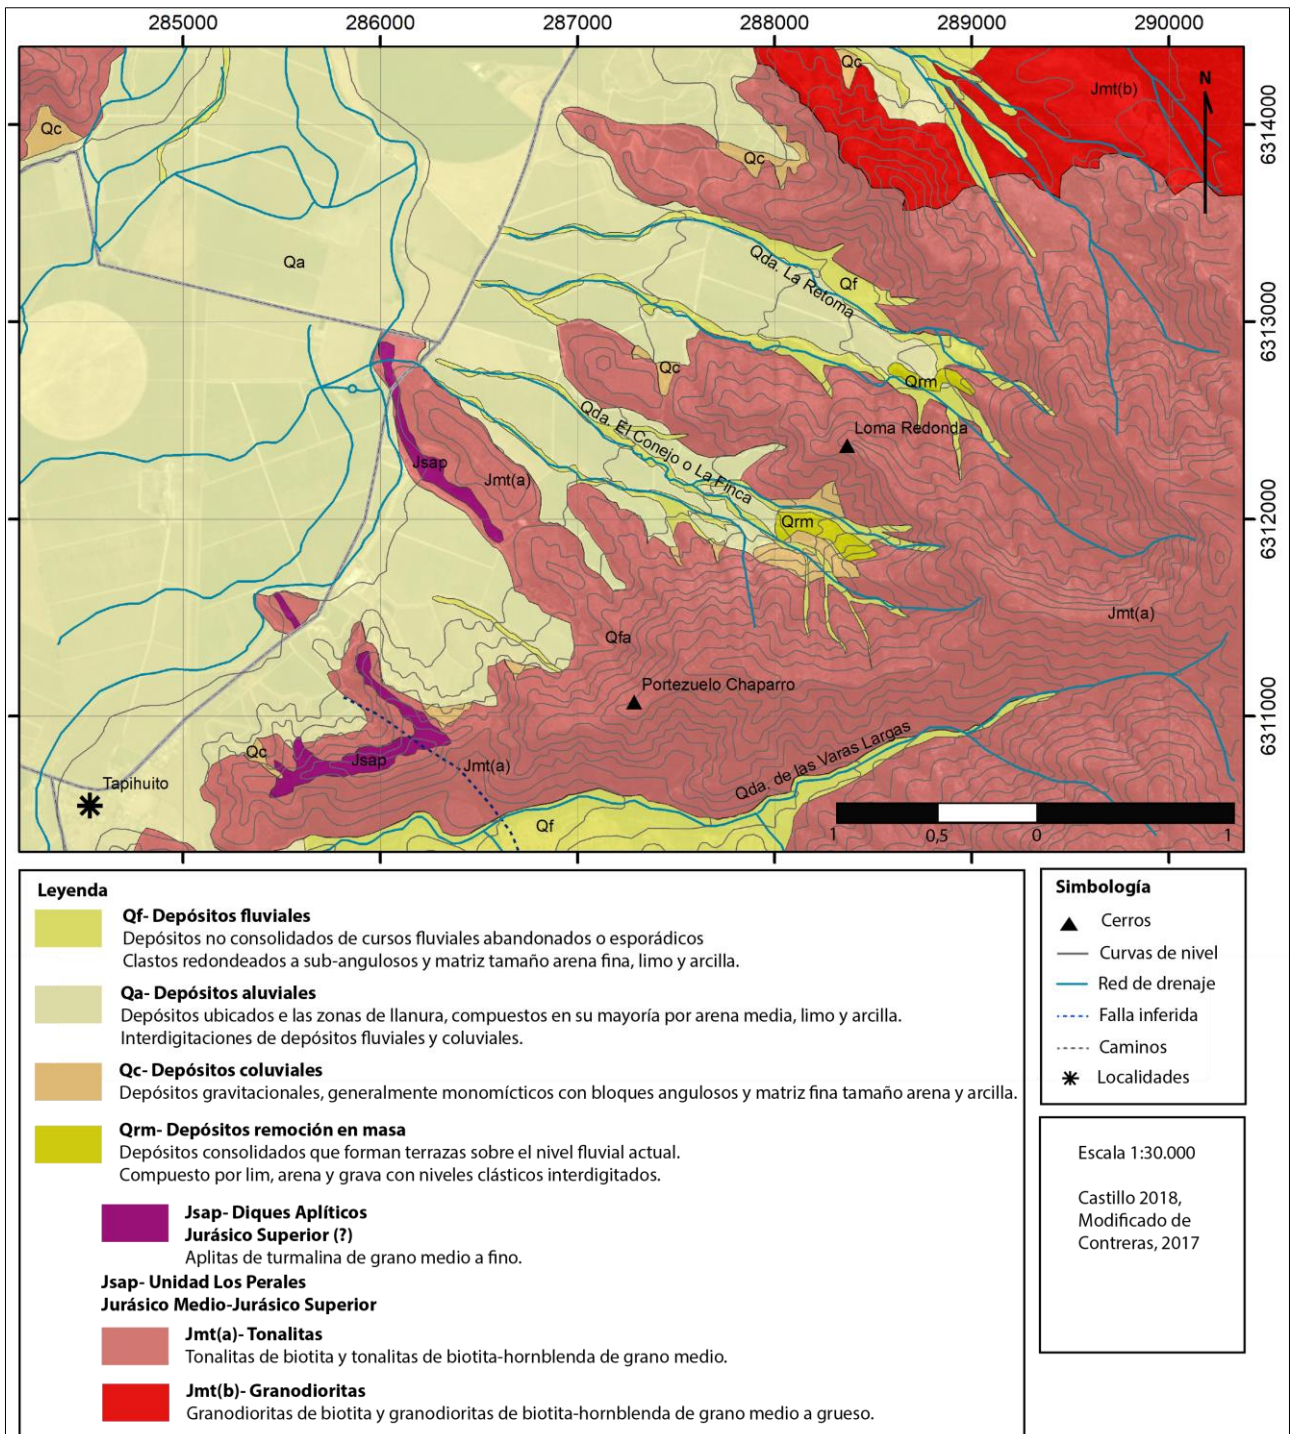 285000 286000 287000 288000 289000 290000
Qc
Jmt(b)
N
6314000
Qc
Qc
Qa
Qda. La Retoma
Qf
6313000
Qc
Qrm
Qda. El Conejo o La Finca
Loma Redonda
Jsap
Jmt(a)
Qrm
6312000
Jmt(a)
Qfa
Portezuelo Chaparro
6311000
Qc
Jsap
Jmt(a)
Qda. de las Varas Largas
Tapihuito
Qf
1 0,5 0 1
Leyenda
Qf- Depósitos fluviales
Depósitos no consolidados de cursos fluviales abandonados o esporádicos
Clastos redondeados a sub-angulosos y matriz tamaño arena fina, limo y arcilla.
Qa- Depósitos aluviales
Depósitos ubicados e las zonas de llanura, compuestos en su mayoría por arena media, limo y arcilla.
Interdigitaciones de depósitos fluviales y coluviales.
Qc- Depósitos coluviales
Depósitos gravitacionales, generalmente monomícticos con bloques angulosos y matriz fina tamaño arena y arcilla.
Qrm- Depósitos remoción en masa
Depósitos consolidados que forman terrazas sobre el nivel fluvial actual.
Compuesto por lim, arena y grava con niveles clásticos interdigitados.
Jsap- Diques Aplíticos
Jurásico Superior (?)
Aplitas de turmalina de grano medio a fino.
Jsap- Unidad Los Perales
Jurásico Medio-Jurásico Superior
Jmt(a)- Tonalitas
Tonalitas de biotita y tonalitas de biotita-hornblenda de grano medio.
Jmt(b)- Granodioritas
Granodioritas de biotita y granodioritas de biotita-hornblenda de grano medio a grueso.
Simbología
Cerros
Curvas de nivel
Red de drenaje
Falla inferida
Caminos
Localidades
Escala 1:30.000
Castillo 2018,
Modificado de
Contreras, 2017